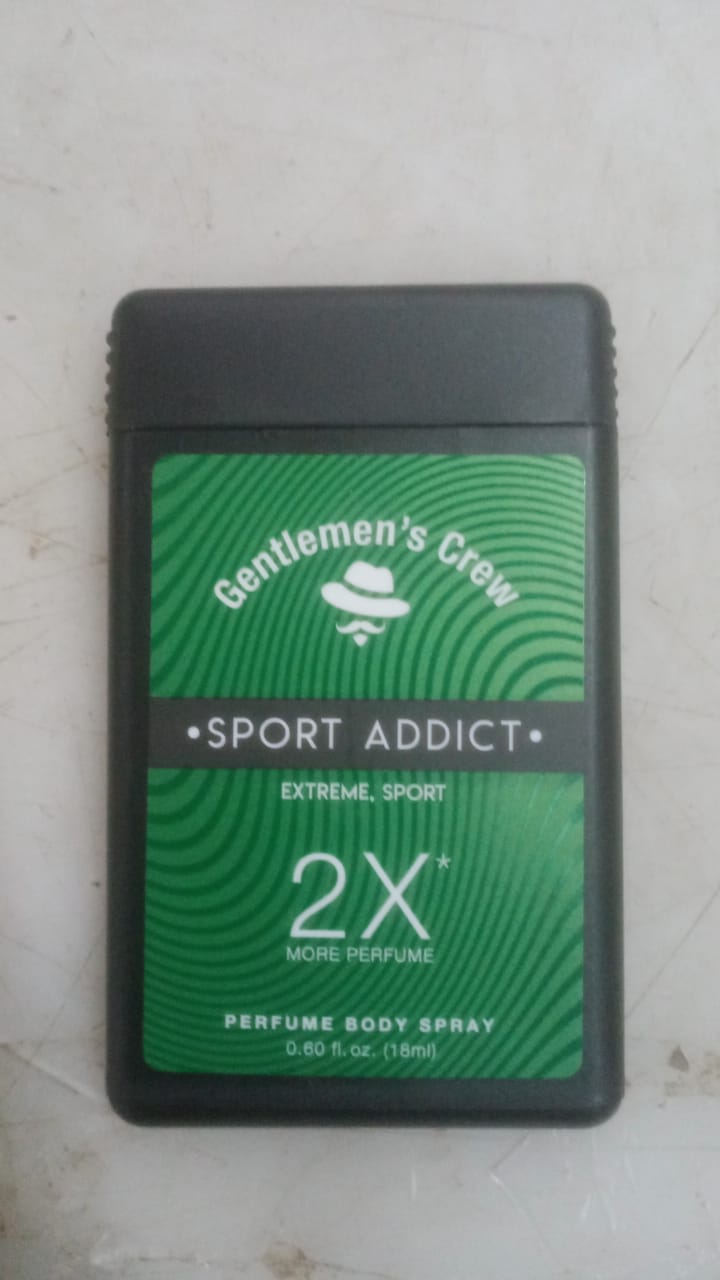 Gentlemen's Crew
•SPORT ADDICT•
EXTREME, SPORT
2X*
MORE PERFUME
PERFUME BODY SPRAY
0.60 fl. oz. (18ml)